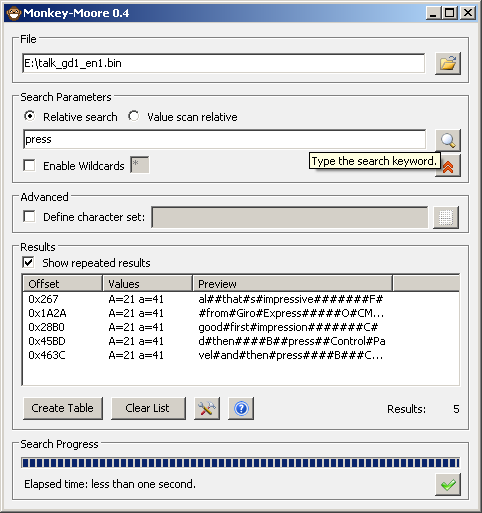 Monkey-Moore 0.4
File
E:\talk_gd1_en1.bin
Search Parameters
Relative search Value scan relative
press
Type the search keyword.
Enable Wildcards *
Advanced
Define character set:
Results
Show repeated results
Offset Values Preview
0x267 A=21 a=41 al##that#s#impressive#######F#
0x1A2A A=21 a=41 #from#Giro#Express#####O#CM...
0x28B0 A=21 a=41 good#first#impression#######C#
0x45BD A=21 a=41 d#then####B##press##Control#Pa
0x463C A=21 a=41 vel#and#then#press####B###C...
Create Table Clear List ? Results: 5
Search Progress
Elapsed time: less than one second.